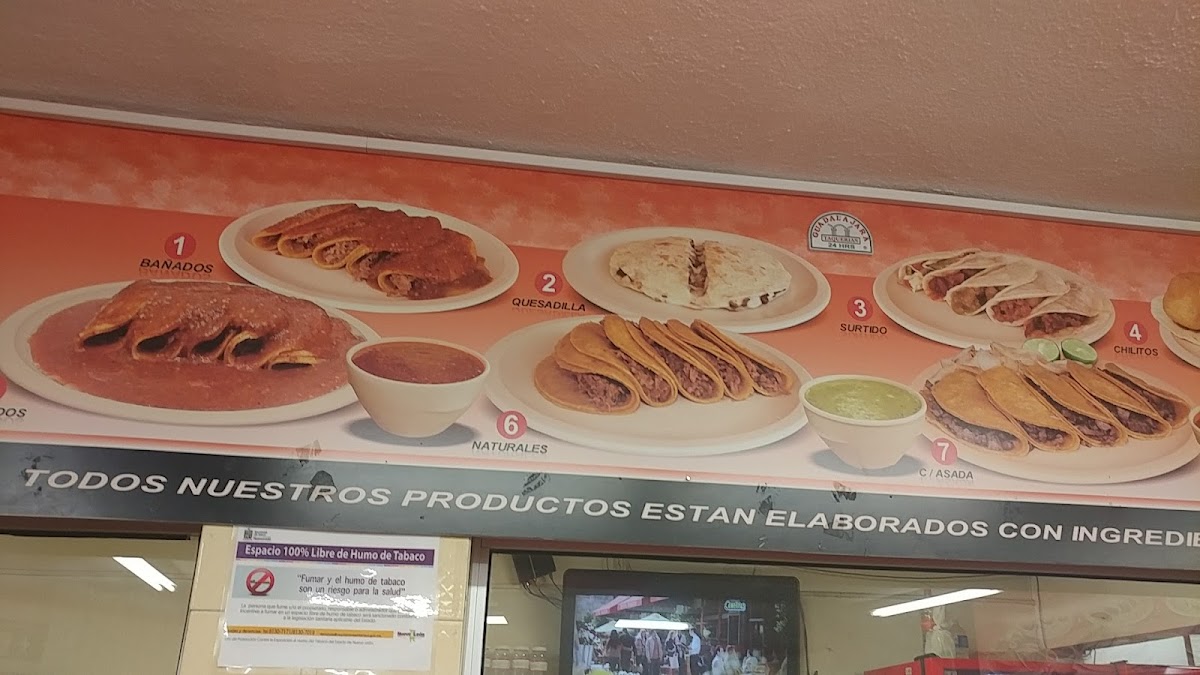 1
BAÑADOS
2
QUESADILLA
GUADALAJARA
TAQUERIAS
24 HRS
3
SURTIDO
4
CHILITOS
DOS
6
NATURALES
7
C / ASADA
TODOS NUESTROS PRODUCTOS ESTAN ELABORADOS CON INGREDIE
Espacio 100% Libre de Humo de Tabaco
"Fumar y el humo de tabaco
son un riesgo para la salud"